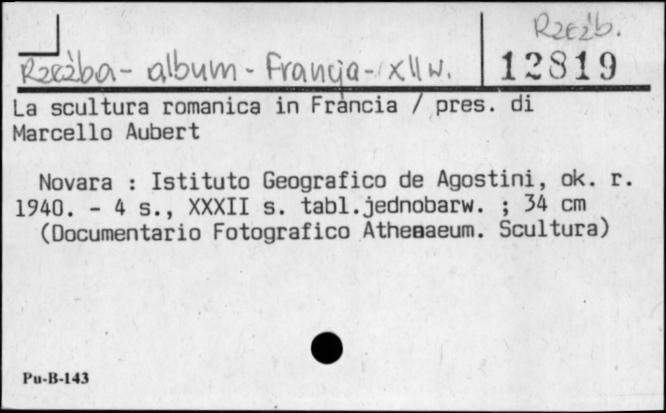 Rzeźb.
Rzeźba - album - Francja - XII w.
12819
La scultura romanica in Francia / pres. di
Marcello Aubert
Novara : Istituto Geografico de Agostini, ok. r.
1940. - 4 s., XXXII s. tabl.jednobarw. ; 34 cm
(Documentario Fotografico Athenaeum. Scultura)
Pu-B-143